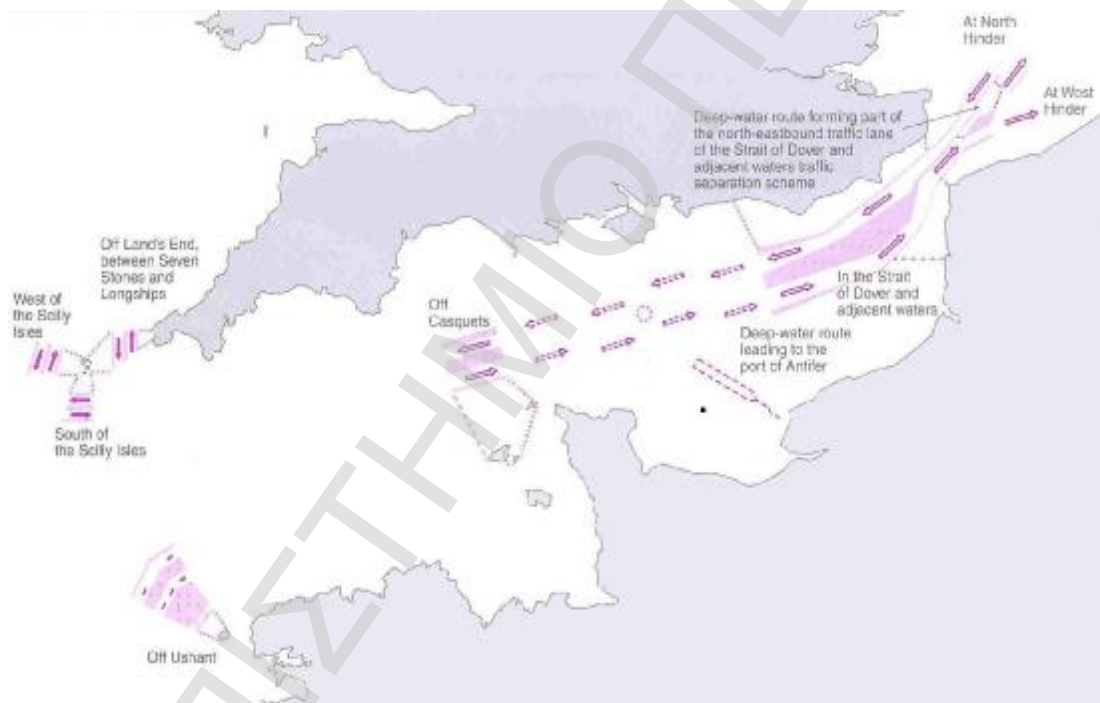 At North
Hinder
At West
Hinder
Deep-water route forming part of
the north-eastbound traffic lane
of the Strait of Dover and
adjacent waters traffic
separation scheme
Off Land's End,
between Seven
Stones and
Longships
West of
the Scilly
Isles
Off
Casquets
In the Strait
of Dover and
adjacent waters
Deep-water route
leading to the
port of Antifer
South of
the Scilly Isles
Off Ushant